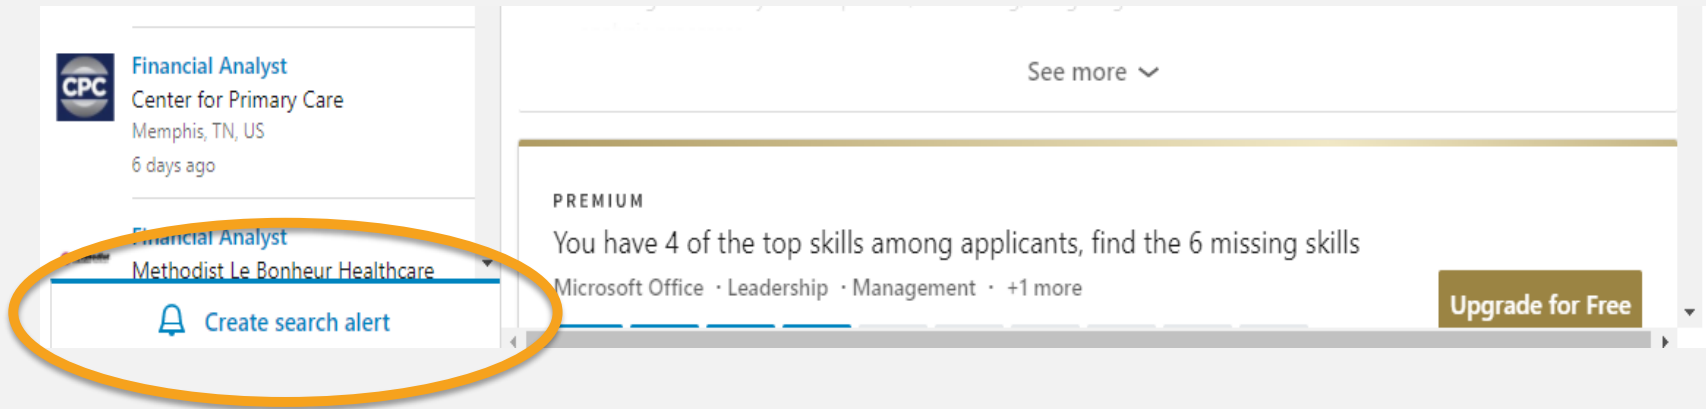 CPC
Financial Analyst
Center for Primary Care
Memphis, TN, US
6 days ago
Financial Analyst
Methodist Le Bonheur Healthcare
Create search alert
See more
PREMIUM
You have 4 of the top skills among applicants, find the 6 missing skills
Microsoft Office · Leadership · Management · +1 more
Upgrade for Free